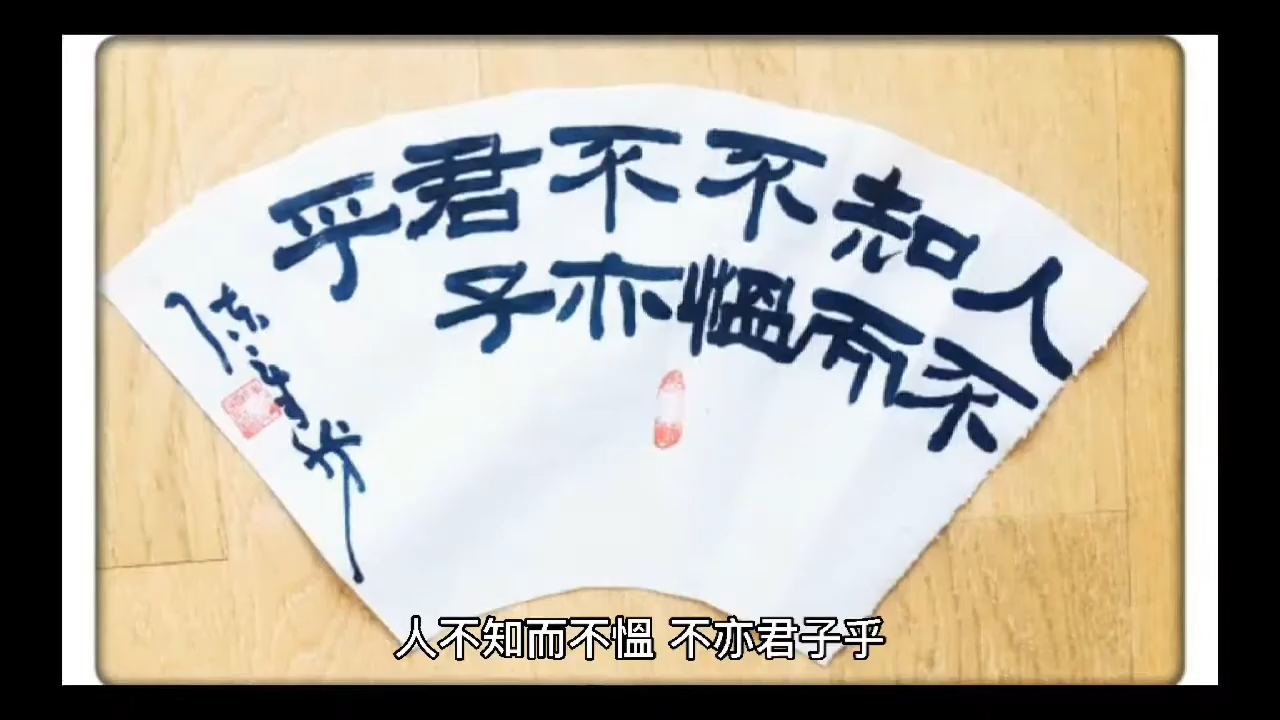 人不
知而
不慍
不亦
君子
乎
人不知而不慍 不亦君子乎